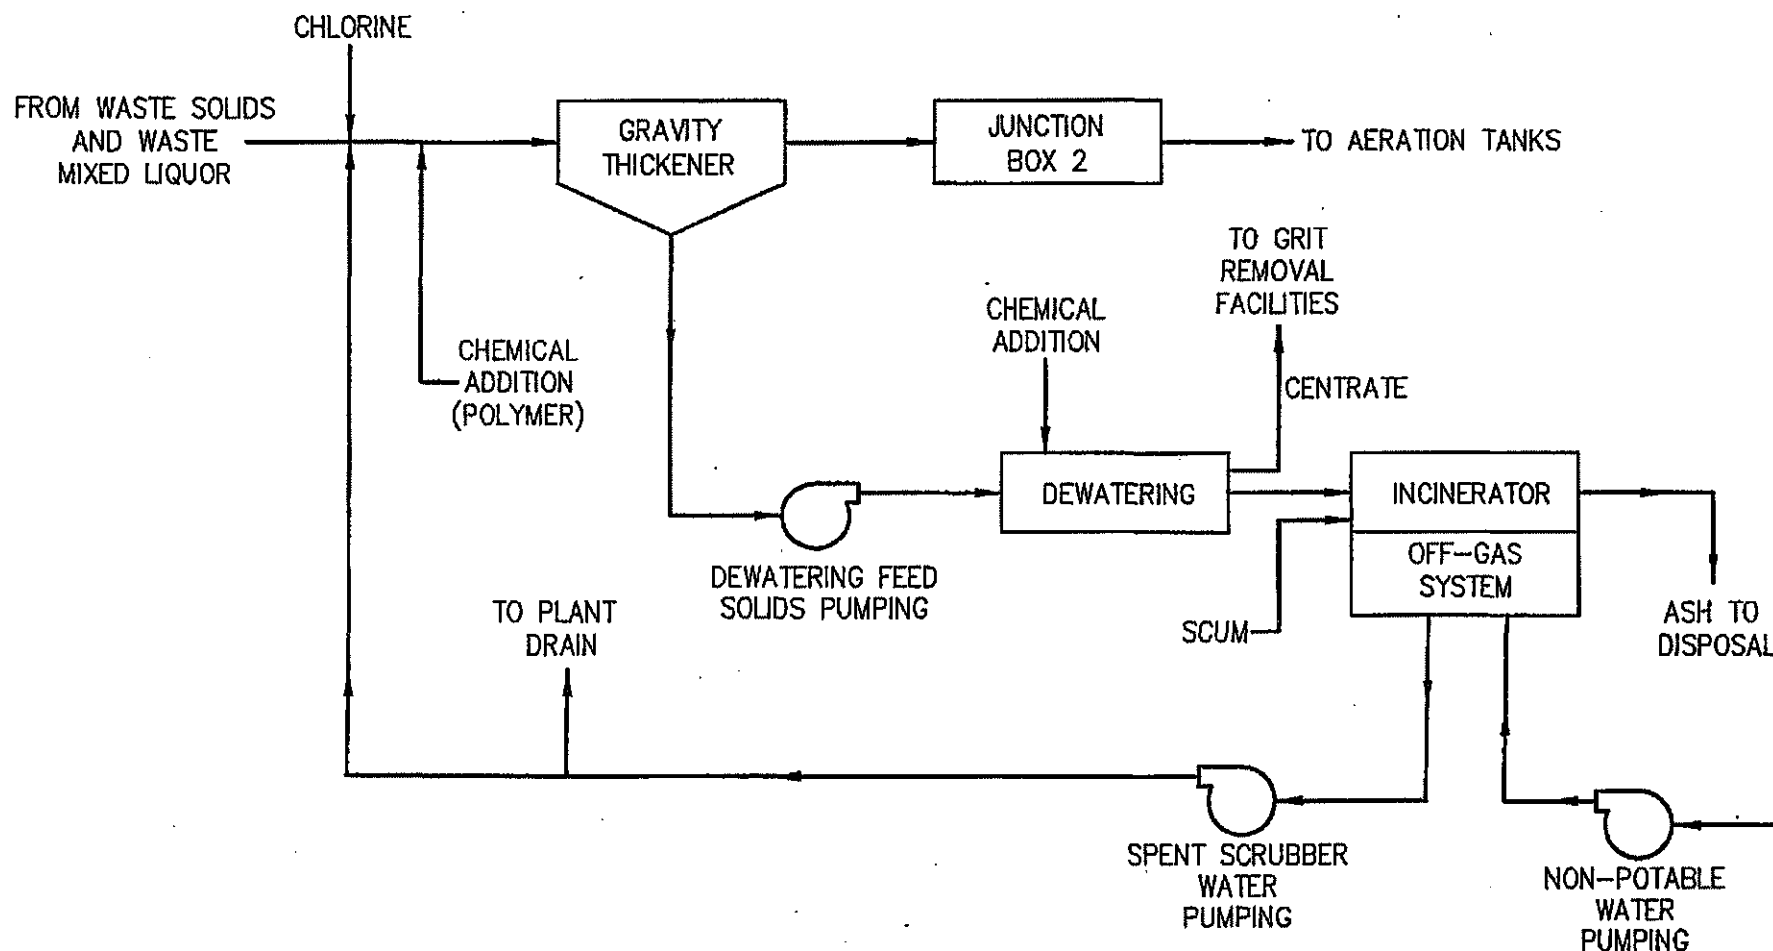 CHLORINE
FROM WASTE SOLIDS
AND WASTE
MIXED LIQUOR
GRAVITY
THICKENER
JUNCTION
BOX 2
TO AERATION TANKS
CHEMICAL
ADDITION
(POLYMER)
TO GRIT
REMOVAL
FACILITIES
CHEMICAL
ADDITION
CENTRATE
DEWATERING
INCINERATOR
OFF-GAS
SYSTEM
DEWATERING FEED
SOLIDS PUMPING
SCUM
ASH TO
DISPOSAL
TO PLANT
DRAIN
SPENT SCRUBBER
WATER
PUMPING
NON-POTABLE
WATER
PUMPING